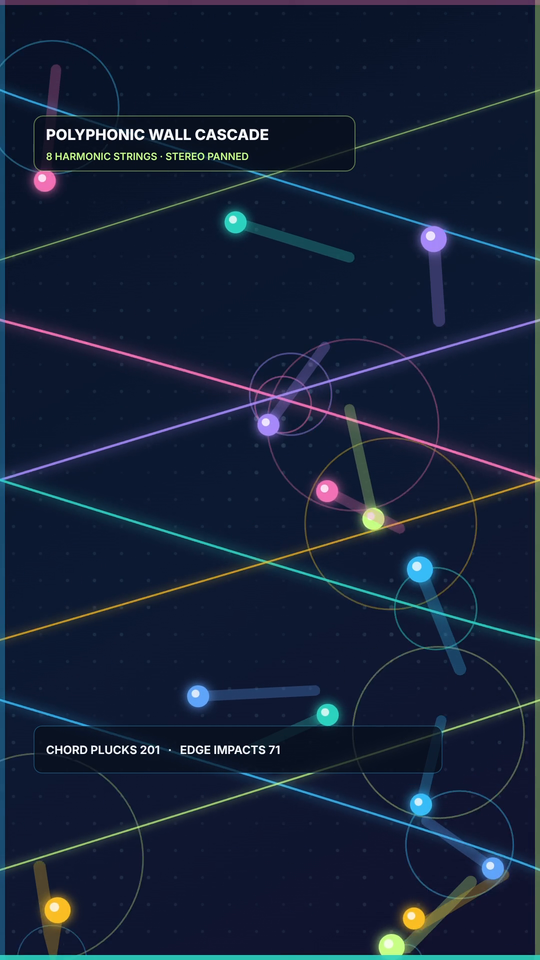 POLYPHONIC WALL CASCADE
8 HARMONIC STRINGS · STEREO PANNED
CHORD PLUCKS 201 · EDGE IMPACTS 71